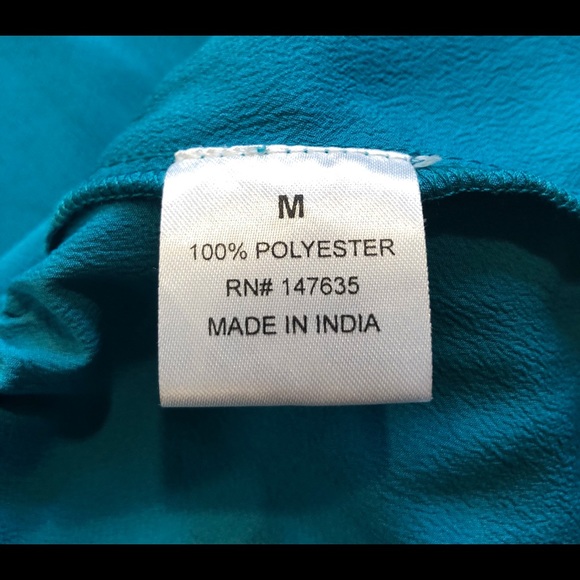 M
100% POLYESTER
RN# 147635
MADE IN INDIA